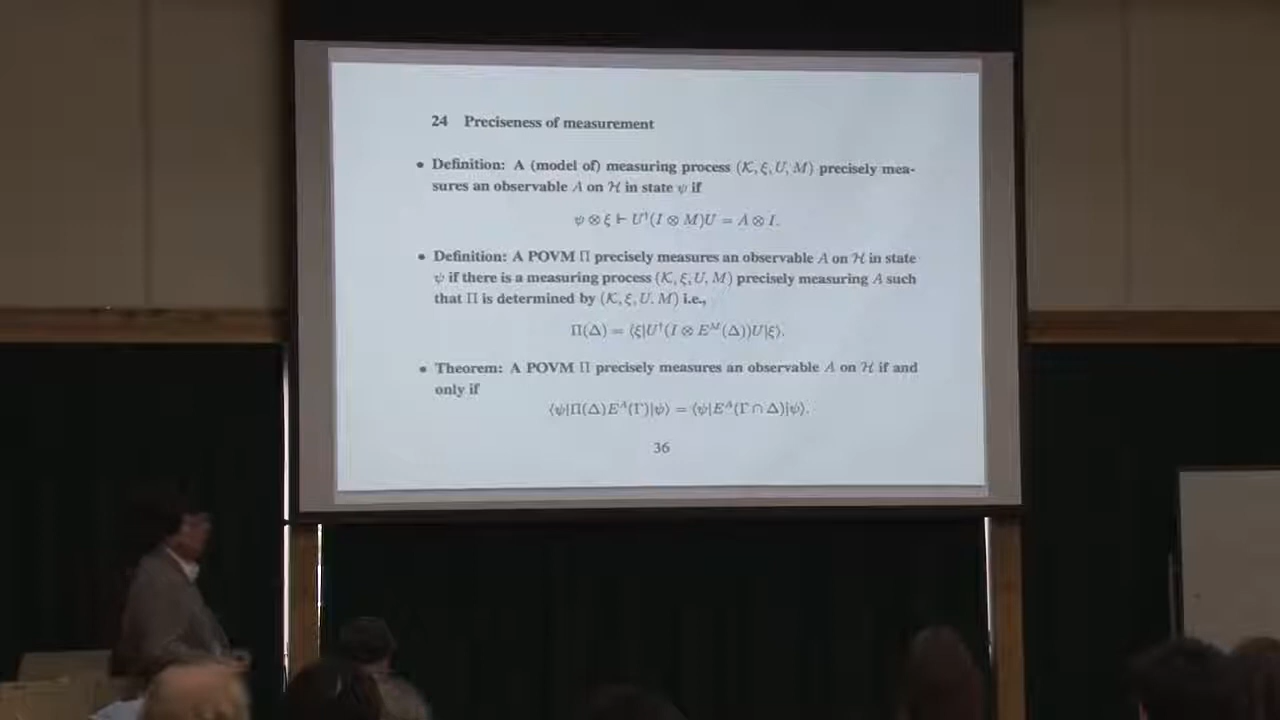 24 Preciseness of measurement
• Definition: A (model of) measuring process (𝒦, ξ, U, M) precisely mea-
sures an observable A on ℋ in state ψ if
ψ ⊗ ξ ⊢ U†(I ⊗ M)U = A ⊗ I.
• Definition: A POVM Π precisely measures an observable A on ℋ in state
ψ if there is a measuring process (𝒦, ξ, U, M) precisely measuring A such
that Π is determined by (𝒦, ξ, U. M) i.e.,
Π(Δ) = ⟨ξ|U†(I ⊗ E^M(Δ))U|ξ⟩.
• Theorem: A POVM Π precisely measures an observable A on ℋ if and
only if
⟨ψ|Π(Δ)E^A(Γ)|ψ⟩ = ⟨ψ|E^A(Γ ∩ Δ)|ψ⟩.
36